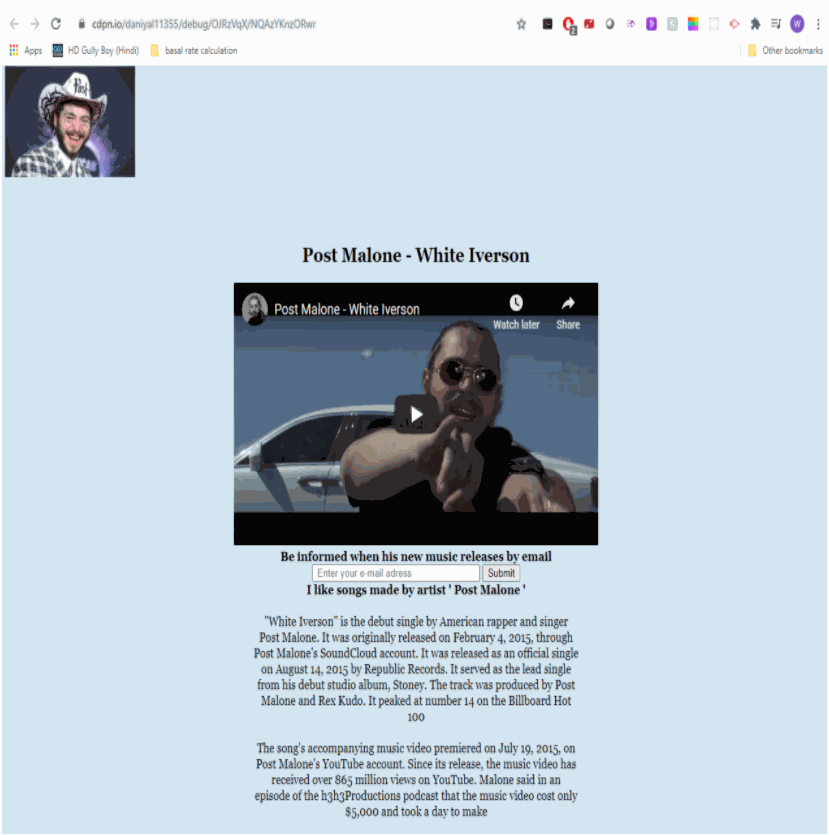 cdpn.io/daniyal11355/debug/OJRzVqX/NQAzYKnzORwr
2
W
Apps HD Gully Boy (Hindi) basal rate calculation Other bookmarks
Post
Post Malone - White Iverson
Post Malone - White Iverson
Watch later Share
Be informed when his new music releases by email
Enter your e-mail adress Submit
I like songs made by artist ' Post Malone '
"White Iverson" is the debut single by American rapper and singer
Post Malone. It was originally released on February 4, 2015, through
Post Malone's SoundCloud account. It was released as an official single
on August 14, 2015 by Republic Records. It served as the lead single
from his debut studio album, Stoney. The track was produced by Post
Malone and Rex Kudo. It peaked at number 14 on the Billboard Hot
100
The song's accompanying music video premiered on July 19, 2015, on
Post Malone's YouTube account. Since its release, the music video has
received over 865 million views on YouTube. Malone said in an
episode of the h3h3Productions podcast that the music video cost only
$5,000 and took a day to make